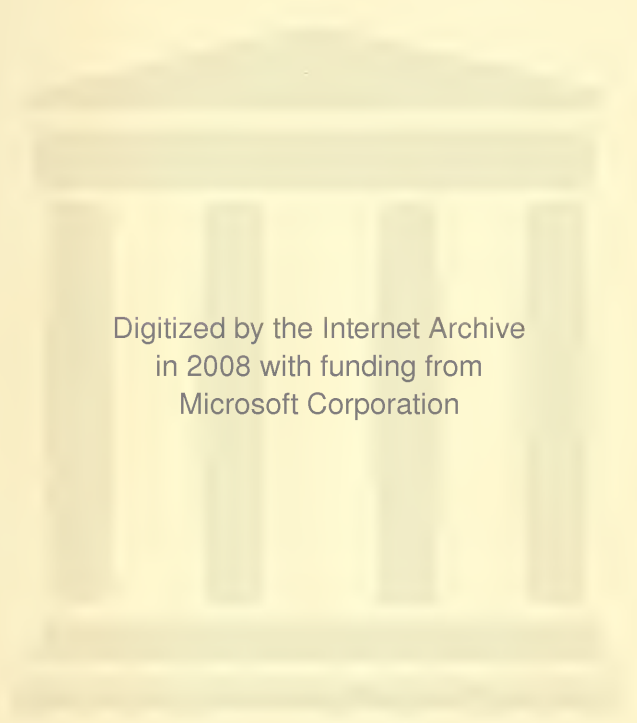 Digitized by the Internet Archive
in 2008 with funding from
Microsoft Corporation